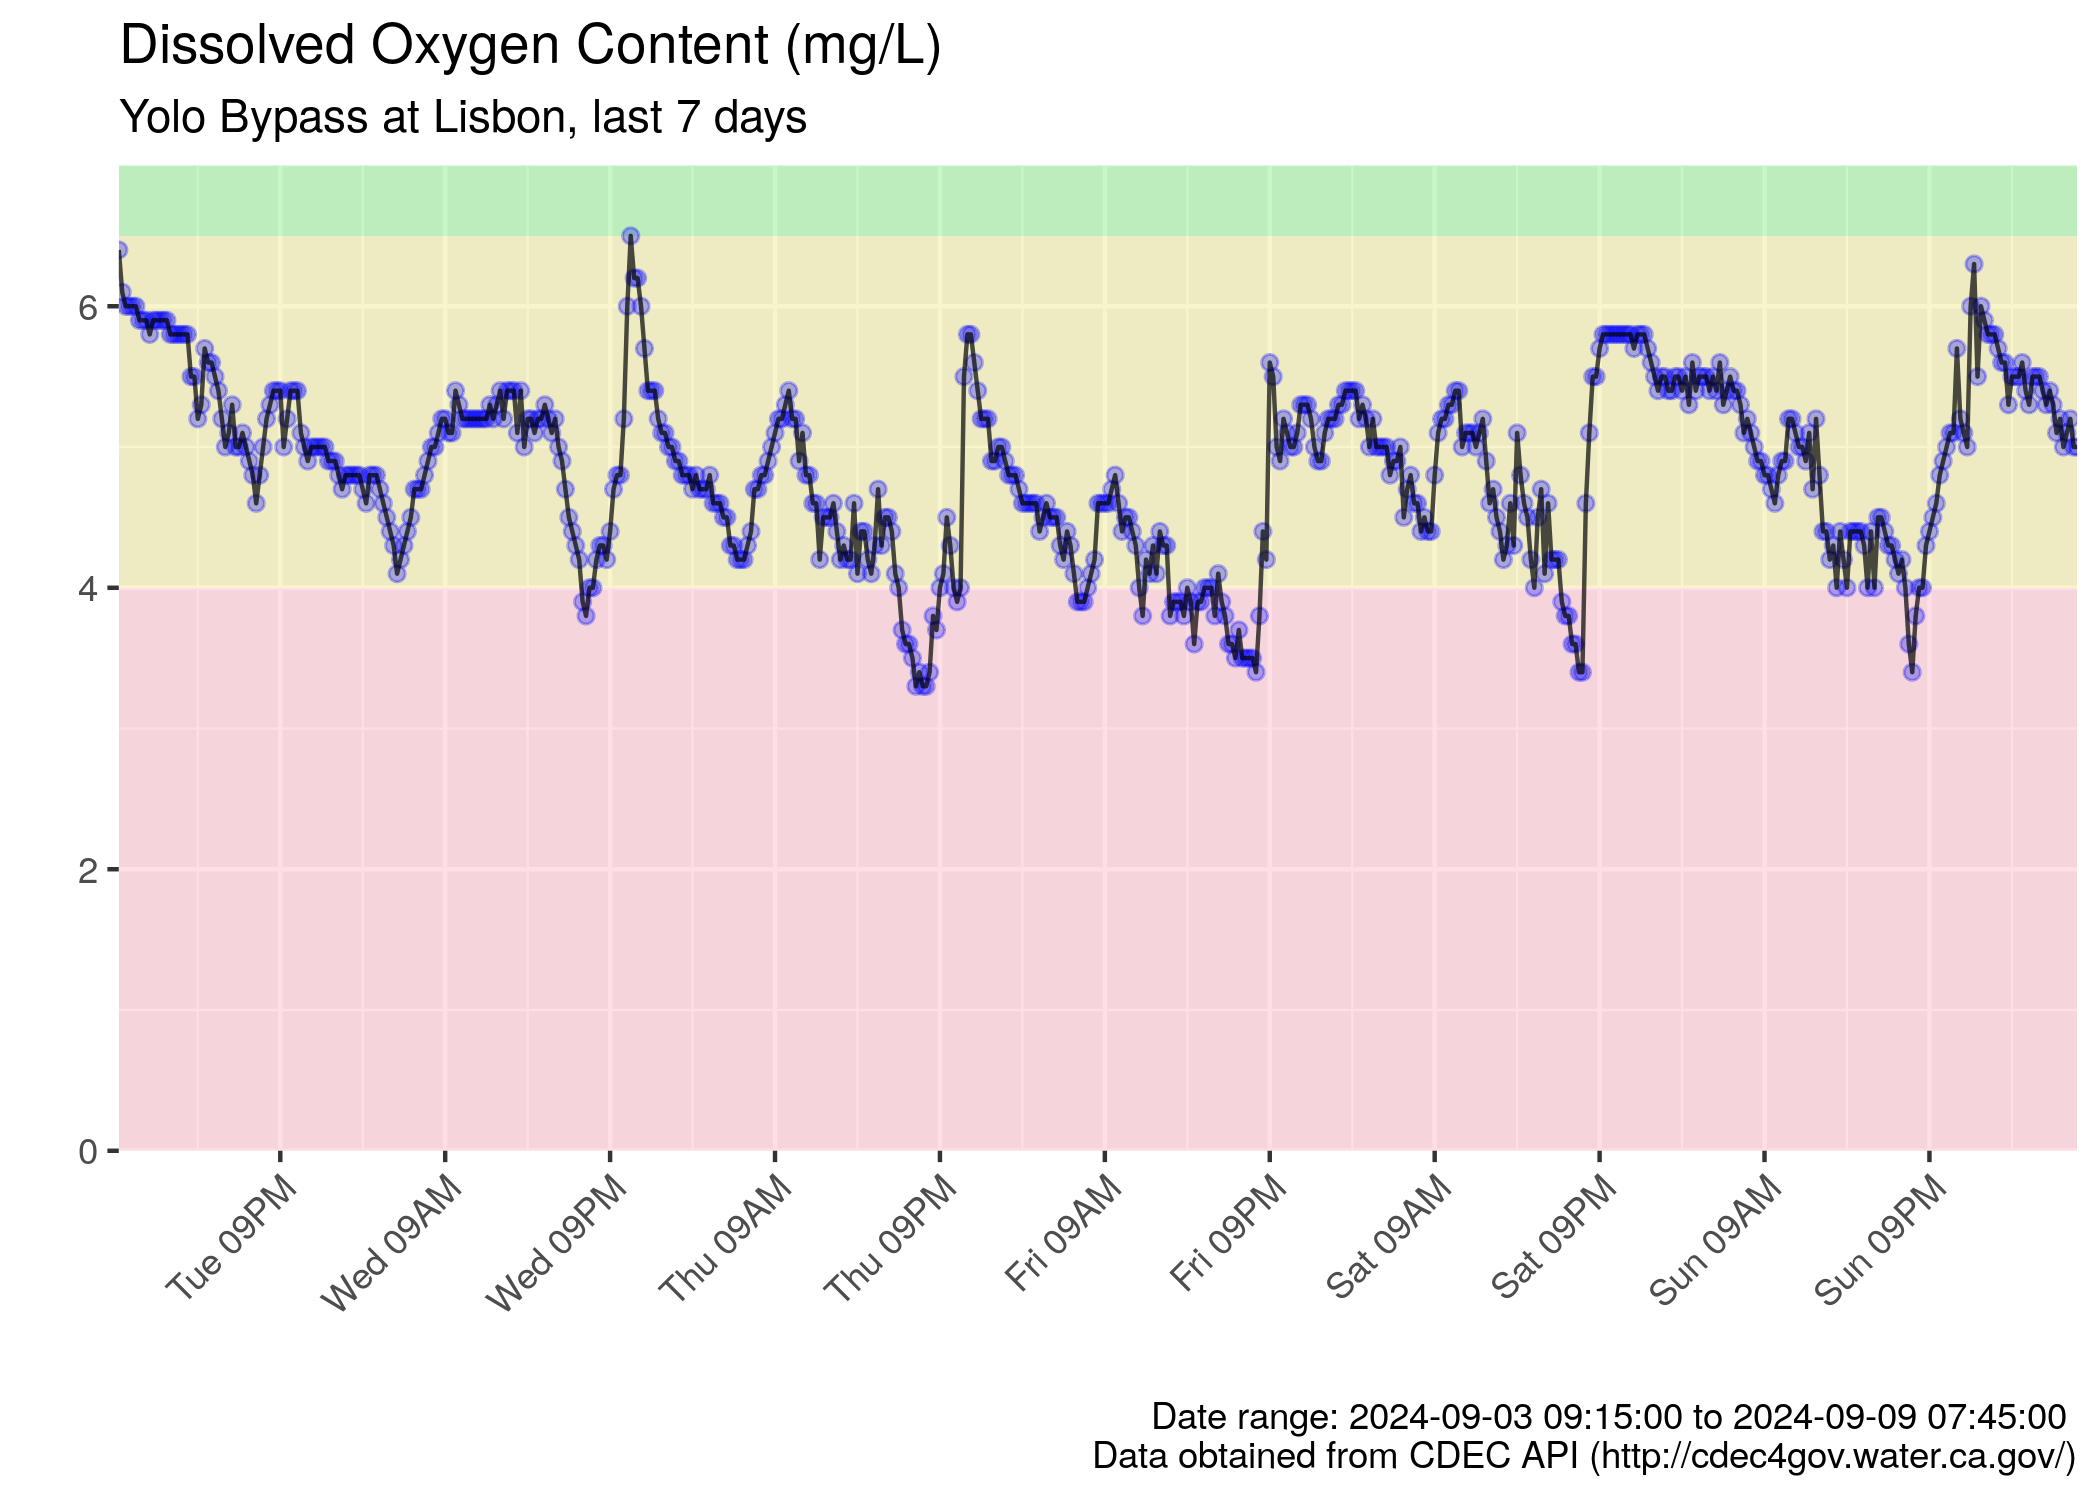 Dissolved Oxygen Content (mg/L)
Yolo Bypass at Lisbon, last 7 days
6
4
2
0
Tue 09PM
Wed 09AM
Wed 09PM
Thu 09AM
Thu 09PM
Fri 09AM
Fri 09PM
Sat 09AM
Sat 09PM
Sun 09AM
Sun 09PM
Date range: 2024-09-03 09:15:00 to 2024-09-09 07:45:00
Data obtained from CDEC API (http://cdec4gov.water.ca.gov/)